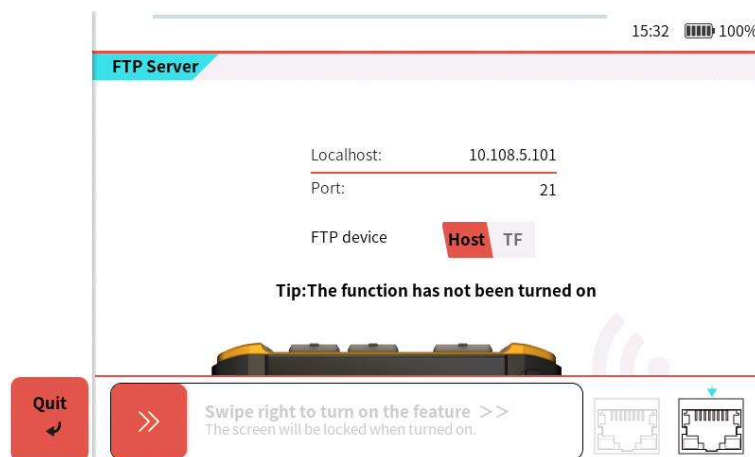 15:32 100%
FTP Server
Localhost: 10.108.5.101
Port: 21
FTP device Host TF
Tip:The function has not been turned on
Quit
Swipe right to turn on the feature >>
The screen will be locked when turned on.